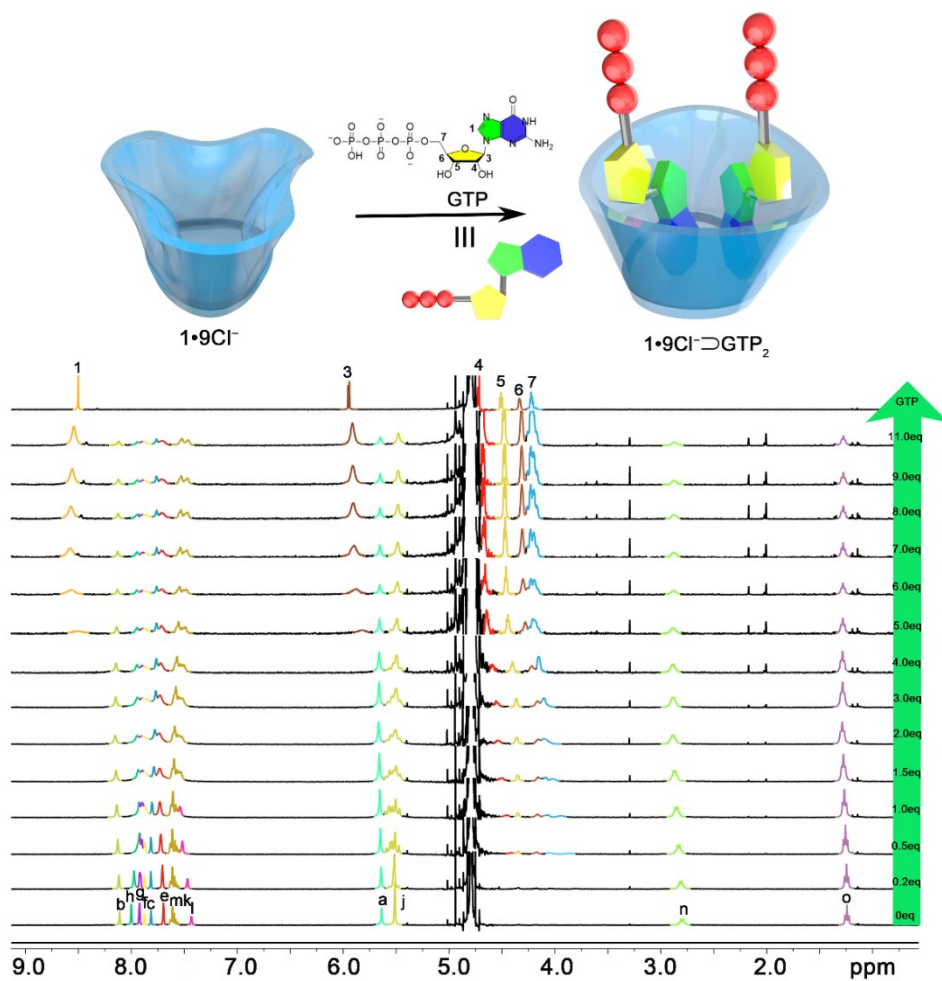 N
O
NH
1
N
N
NH₂
⁻O-P-O-P-O-P-O
O
O
O
OH
O⁻
O⁻
7
O
6
3
5
4
HO
OH
GTP
1•9Cl⁻
1•9Cl⁻⊃GTP₂
1
3
4
5
6
7
GTP
11.0eq
9.0eq
8.0eq
7.0eq
6.0eq
5.0eq
4.0eq
3.0eq
2.0eq
1.5eq
1.0eq
0.5eq
0.2eq
b
h
g
f
c
e
m
k
l
a
j
n
o
0eq
9.0 8.0 7.0 6.0 5.0 4.0 3.0 2.0 ppm